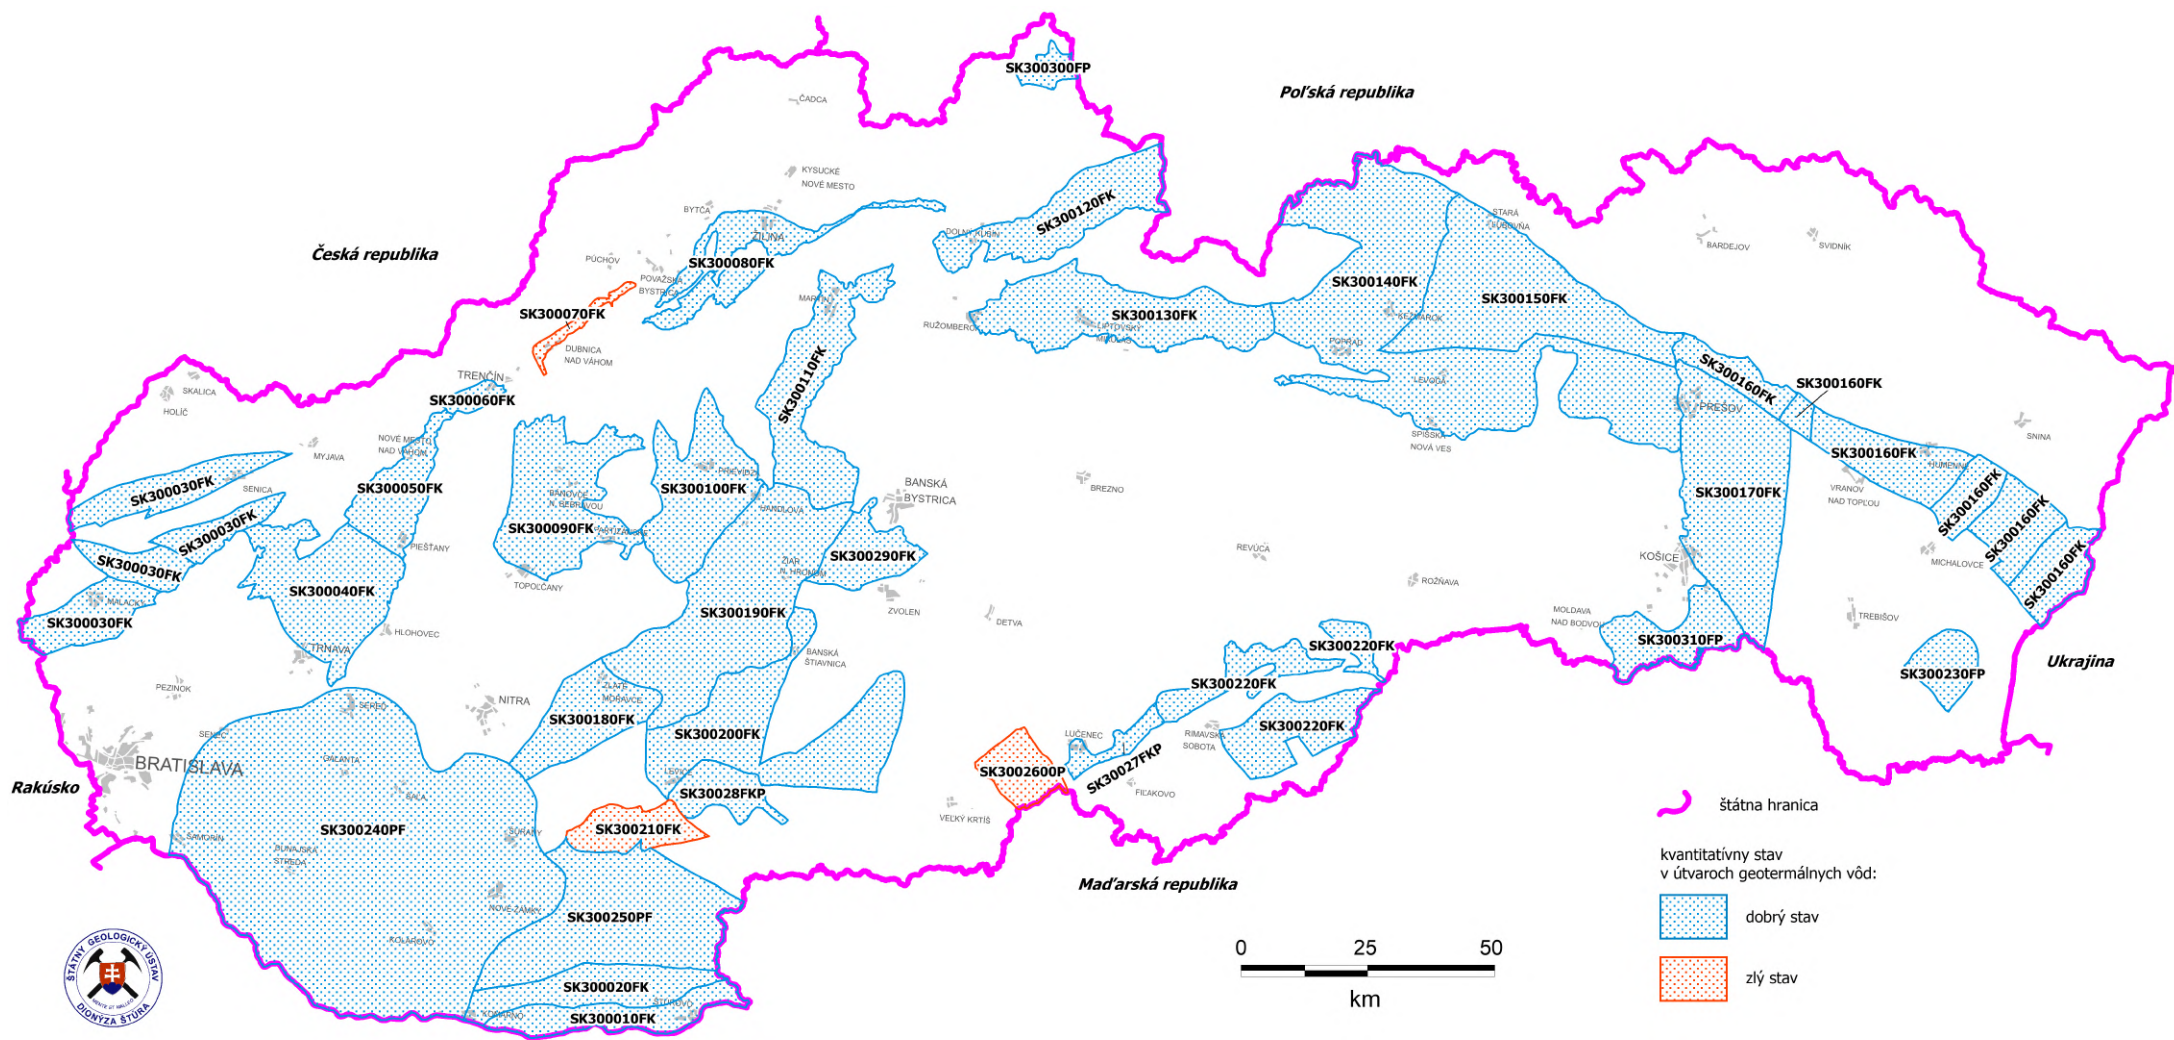 SK300300FP
Poľská republika
ČADCA
KYSUCKÉ
NOVÉ MESTO
BYTČA
ŽILINA
SK300120FK
DOLNÝ KUBÍN
STARÁ
ĽUBOVŇA
BARDEJOV
SVIDNÍK
Česká republika
PÚCHOV
SK300080FK
POVAŽSKÁ
BYSTRICA
SK300070FK
DUBNICA
NAD VÁHOM
MARTIN
RUŽOMBEROK
SK300130FK
LIPTOVSKÝ
MIKULÁŠ
SK300140FK
KEŽMAROK
SK300150FK
POPRAD
LEVOČA
SK300160FK
SK300160FK
PREŠOV
SKALICA
HOLÍČ
TRENČÍN
SK300060FK
SK300110FK
SPIŠSKÁ
NOVÁ VES
SNINA
MYJAVA
NOVÉ MESTO
NAD VÁHOM
SK300050FK
SK300030FK
SENICA
SK300030FK
SK300030FK
MALACKY
SK300030FK
PIEŠŤANY
SK300040FK
HLOHOVEC
TRNAVA
BÁNOVCE
N. BEBRAVOU
SK300090FK
PARTIZÁNSKE
TOPOĽČANY
PRIEVIDZA
SK300100FK
HANDLOVÁ
BANSKÁ
BYSTRICA
BREZNO
SK300290FK
ŽIAR
N. HRONOM
ZVOLEN
DETVA
REVÚCA
ROŽŇAVA
SK300170FK
KOŠICE
SK300160FK
HUMENNÉ
VRANOV
NAD TOPĽOU
SK300160FK
SK300160FK
SK300160FK
MICHALOVCE
TREBIŠOV
MOLDAVA
NAD BODVOU
SK300310FP
SK300230FP
Ukrajina
SK300190FK
BANSKÁ
ŠTIAVNICA
ZLATÉ
MORAVCE
SK300180FK
NITRA
PEZINOK
SEREĎ
SENEC
GALANTA
BRATISLAVA
Rakúsko
ŠAĽA
SK300200FK
LEVICE
SK30028FKP
SK300210FK
SK300220FK
SK300220FK
SK300220FK
RIMAVSKÁ
SOBOTA
LUČENEC
SK3002600P
SK30027FKP
FIĽAKOVO
VEĽKÝ KRTÍŠ
Maďarská republika
SK300240PF
ŠAMORÍN
DUNAJSKÁ
STREDA
ŠURANY
NOVÉ ZÁMKY
KOLÁROVO
SK300250PF
SK300020FK
ŠTÚROVO
KOMÁRNO
SK300010FK
štátna hranica
kvantitatívny stav
v útvaroch geotermálnych vôd:
dobrý stav
zlý stav
0 25 50
km
ŠTÁTNY GEOLOGICKÝ ÚSTAV
DIONÝZA ŠTÚRA
MENTE ET MALLEO